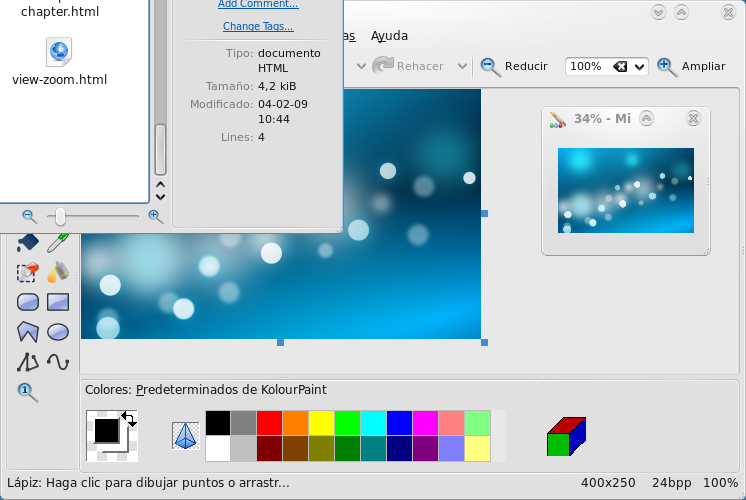 chapter.html
view-zoom.html
Add Comment...
Change Tags...
Tipo: documento
HTML
Tamaño: 4,2 kiB
Modificado: 04-02-09
10:44
Lines: 4
as Ayuda
Rehacer Reducir 100% Ampliar
34% - Mi
Colores: Predeterminados de KolourPaint
Lápiz: Haga clic para dibujar puntos o arrastr... 400x250 24bpp 100%